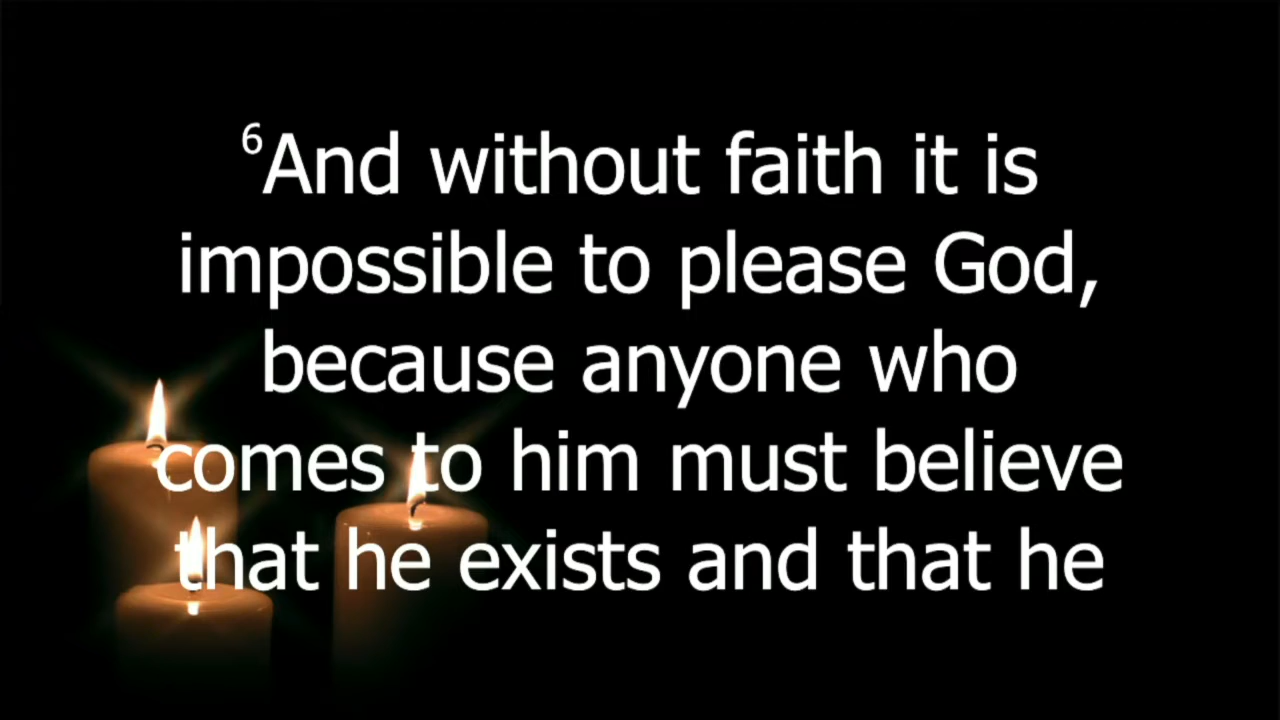 ⁶And without faith it is
impossible to please God,
because anyone who
comes to him must believe
that he exists and that he